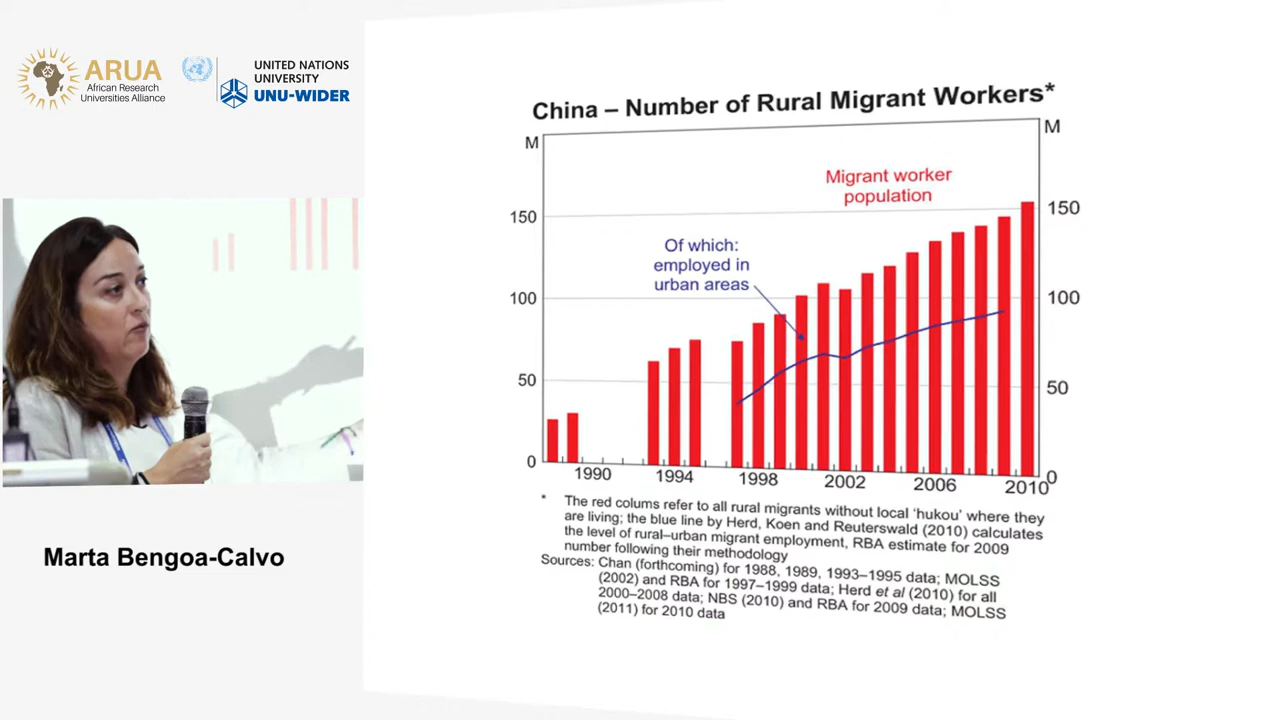 ARUA
African Research
Universities Alliance
UNITED NATIONS
UNIVERSITY
UNU-WIDER
Marta Bengoa-Calvo
China – Number of Rural Migrant Workers*
M
M
Migrant worker
population
Of which:
employed in
urban areas
150
100
50
0
150
100
50
0
1990
1994
1998
2002
2006
2010
* The red colums refer to all rural migrants without local ‘hukou’ where they
are living; the blue line by Herd, Koen and Reuterswald (2010) calculates
the level of rural–urban migrant employment, RBA estimate for 2009
number following their methodology
Sources: Chan (forthcoming) for 1988, 1989, 1993–1995 data; MOLSS
(2002) and RBA for 1997–1999 data; Herd et al (2010) for all
2000–2008 data; NBS (2010) and RBA for 2009 data; MOLSS
(2011) for 2010 data